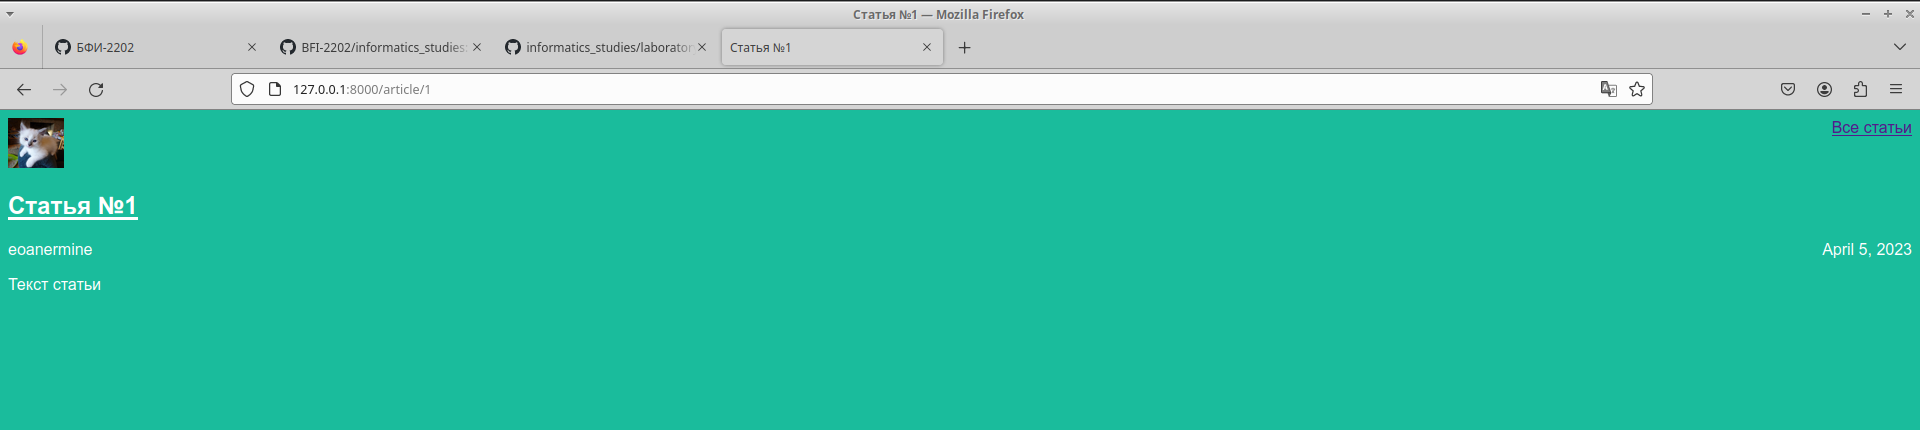 Статья №1 — Mozilla Firefox
БФИ-2202
BFI-2202/informatics_studies
informatics_studies/laborator
Статья №1
127.0.0.1:8000/article/1
Все статьи
Статья №1
eoanermine
April 5, 2023
Текст статьи